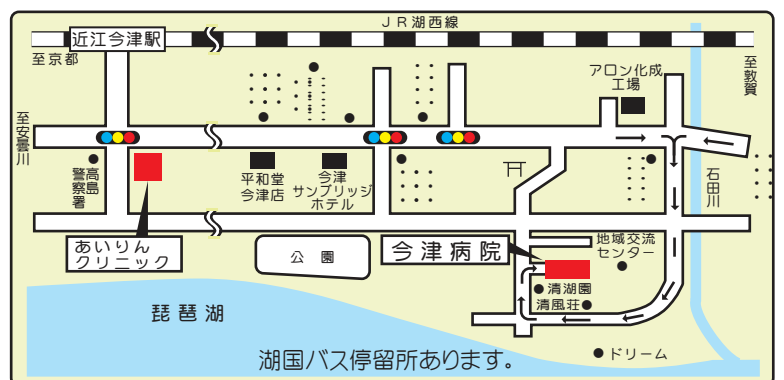 JR湖西線
近江今津駅
至京都
至敦賀
アロン化成
工場
至安曇川
高島
警察署
平和堂
今津店
今津
サンブリッジ
ホテル
石田川
あいりん
クリニック
公園
今津病院
地域交流
センター
清湖園
清風荘
琵琶湖
湖国バス停留所あります。
ドリーム